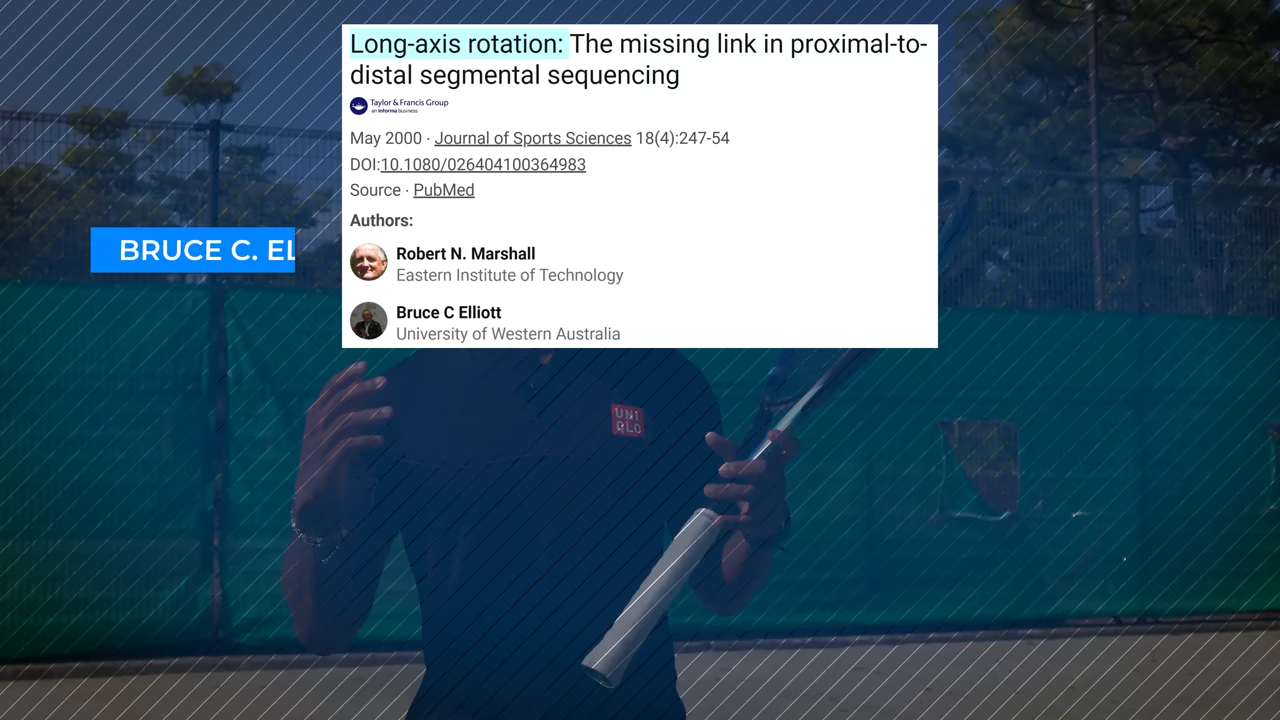 Long-axis rotation: The missing link in proximal-to-
distal segmental sequencing
Taylor & Francis Group
an informa business
May 2000 · Journal of Sports Sciences 18(4):247-54
DOI:10.1080/026404100364983
Source · PubMed
Authors:
Robert N. Marshall
Eastern Institute of Technology
BRUCE C. EL
Bruce C Elliott
University of Western Australia
UNI
QLO